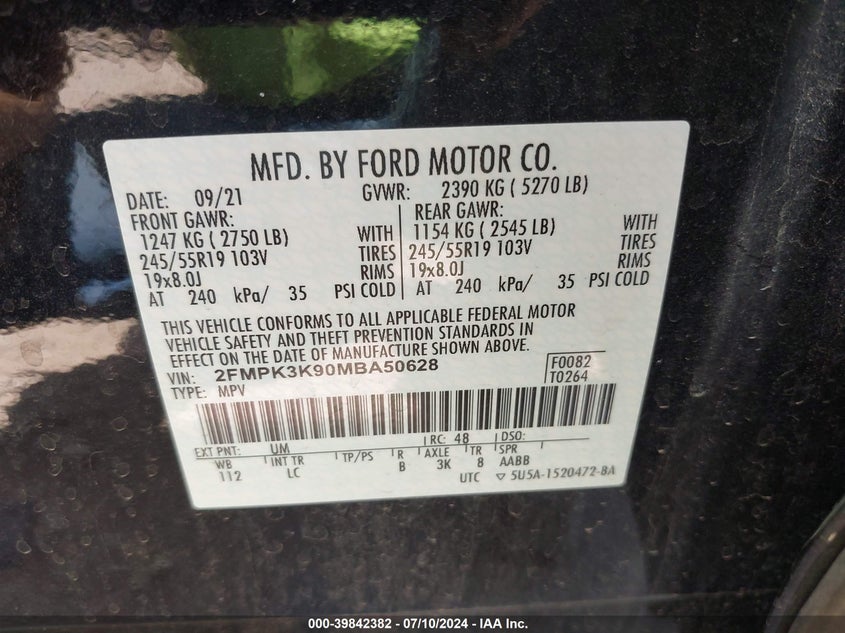 MFD. BY FORD MOTOR CO.
DATE: 09/21 GVWR: 2390 KG ( 5270 LB)
FRONT GAWR: REAR GAWR:
1247 KG ( 2750 LB) WITH 1154 KG ( 2545 LB) WITH
245/55R19 103V TIRES 245/55R19 103V TIRES
19x8.0J RIMS 19x8.0J RIMS
AT 240 kPa/ 35 PSI COLD AT 240 kPa/ 35 PSI COLD
THIS VEHICLE CONFORMS TO ALL APPLICABLE FEDERAL MOTOR
VEHICLE SAFETY AND THEFT PREVENTION STANDARDS IN
EFFECT ON THE DATE OF MANUFACTURE SHOWN ABOVE.
VIN: 2FMPK3K90MBA50628 F0082
TYPE: MPV T0264
EXT PNT: UM RC: 48 DSO:
WB INT TR TP/PS R AXLE TR SPR
112 LC B 3K 8 AABB
UTC ▽ 5U5A-1520472-BA
000-39842382 - 07/10/2024 - IAA Inc.